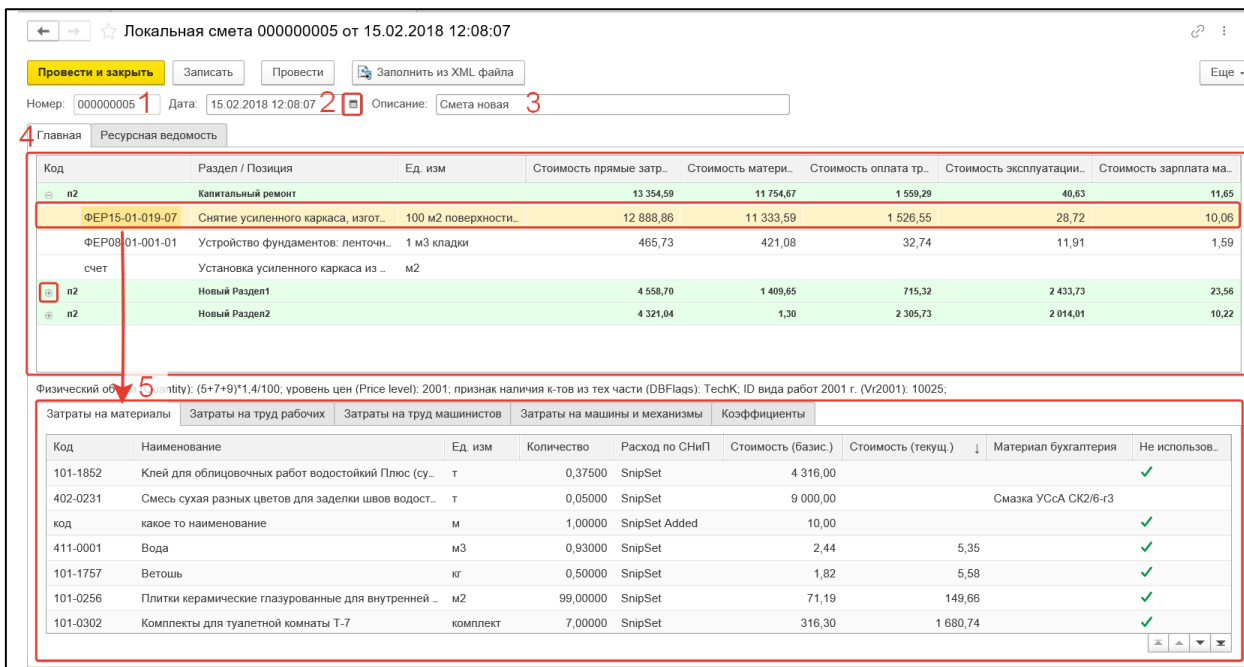 Локальная смета 000000005 от 15.02.2018 12:08:07
Провести и закрыть Записать Провести Заполнить из XML файла Еще
Номер: 000000005 1 Дата: 15.02.2018 12:08:07 2 Описание: Смета новая 3
4 Главная Ресурсная ведомость
Код Раздел / Позиция Ед. изм Стоимость прямые затр... Стоимость матери... Стоимость оплата тр... Стоимость эксплуатации... Стоимость зарплата ма...
п2 Капитальный ремонт 13 354,59 11 754,67 1 559,29 40,63 11,65
ФЕР15-01-019-07 Снятие усиленного каркаса, изгот... 100 м2 поверхности... 12 888,86 11 333,59 1 526,55 28,72 10,06
ФЕР08-01-001-01 Устройство фундаментов: ленточн... 1 м3 кладки 465,73 421,08 32,74 11,91 1,59
счет Установка усиленного каркаса из ... м2
п2 Новый Раздел1 4 558,70 1 409,65 715,32 2 433,73 23,56
п2 Новый Раздел2 4 321,04 1,30 2 305,73 2 014,01 10,22
Физический 5 (5+7+9)*1,4/100; уровень цен (Price level): 2001; признак наличия к-тов из тех части (DBFlags): TechK; ID вида работ 2001 г. (Vr2001): 10025;
Затраты на материалы Затраты на труд рабочих Затраты на труд машинистов Затраты на машины и механизмы Коэффициенты
Код Наименование Ед. изм Количество Расход по СНиП Стоимость (базис.) Стоимость (текущ.) ↓ Материал бухгалтерия Не использов...
101-1852 Клей для облицовочных работ водостойкий Плюс (су... т 0,37500 SnipSet 4 316,00
402-0231 Смесь сухая разных цветов для заделки швов водост... т 0,05000 SnipSet 9 000,00 Смазка УСсА СК2/6-г3
код какое то наименование м 1,00000 SnipSet Added 10,00
411-0001 Вода м3 0,93000 SnipSet 2,44 5,35
101-1757 Ветошь кг 0,50000 SnipSet 1,82 5,58
101-0256 Плитки керамические глазурованные для внутренней ... м2 99,00000 SnipSet 71,19 149,66
101-0302 Комплекты для туалетной комнаты Т-7 комплект 7,00000 SnipSet 316,30 1 680,74